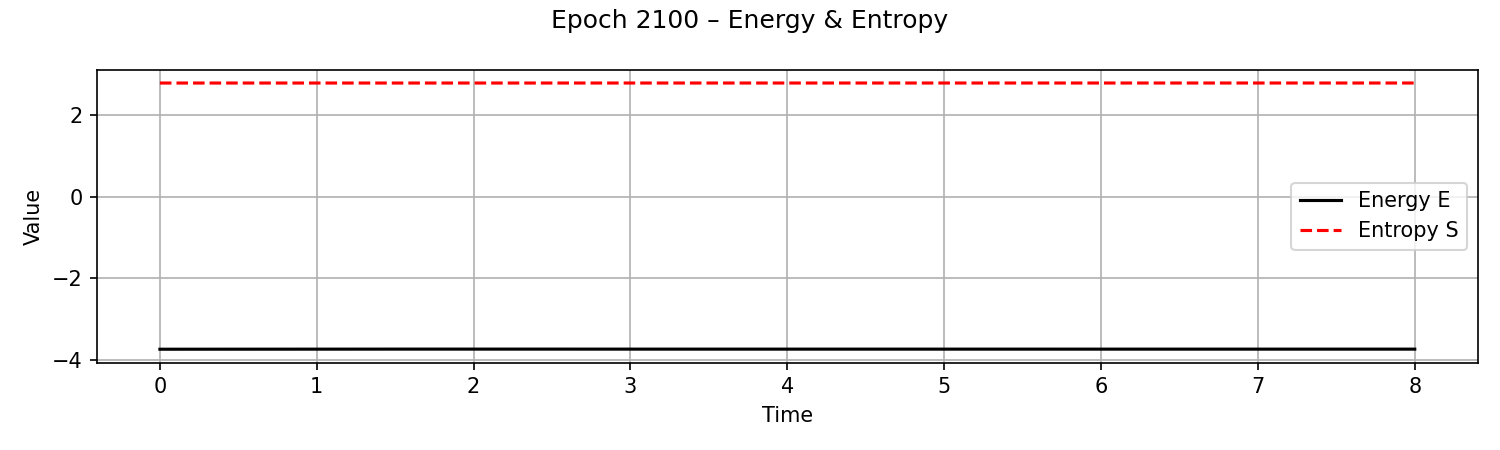 Epoch 2100 – Energy & Entropy
Value
2
0
−2
−4
Energy E
Entropy S
0 1 2 3 4 5 6 7 8
Time